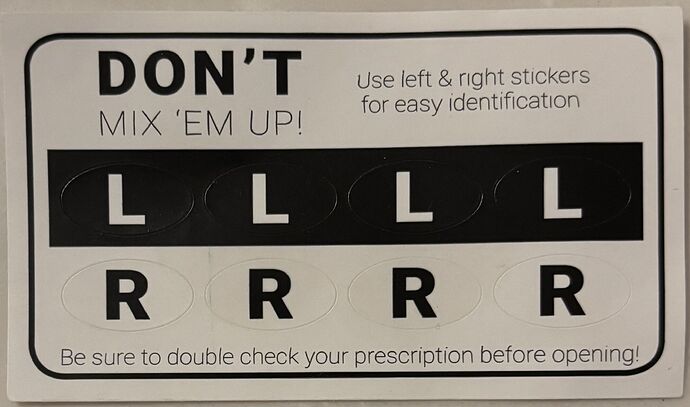 DON'T
MIX 'EM UP!
Use left & right stickers
for easy identification
L L L L
R R R R
Be sure to double check your prescription before opening!